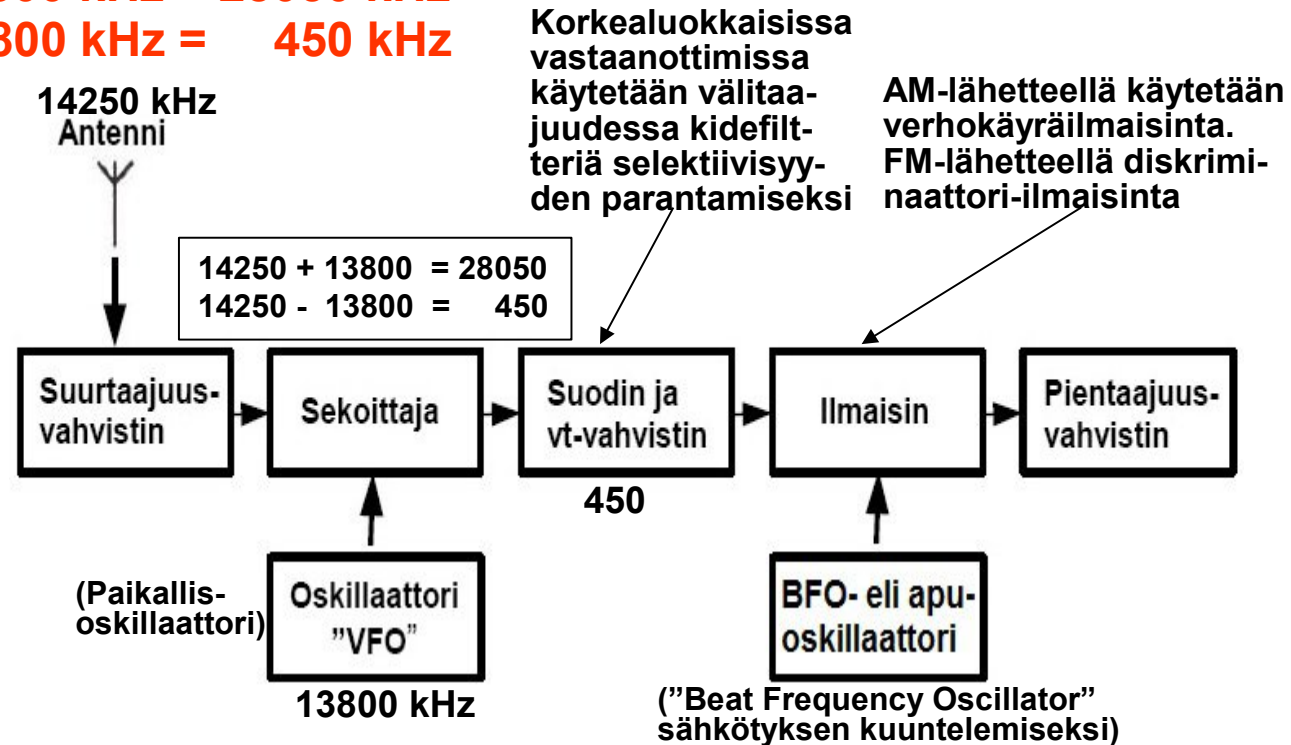 800 kHz = 450 kHz
14250 kHz
Antenni
Korkealuokkaisissa
vastaanottimissa
käytetään välitaa-
juudessa kidefilt-
teriä selektiivisyy-
den parantamiseksi
AM-lähetteellä käytetään
verhokäyräilmaisinta.
FM-lähetteellä diskrimi-
naattori-ilmaisinta
14250 + 13800 = 28050
14250 - 13800 = 450
Suurtaajuus-
vahvistin
Sekoittaja
Suodin ja
vt-vahvistin
Ilmaisin
Pientaajuus-
vahvistin
450
(Paikallis-
oskillaattori)
Oskillaattori
"VFO"
13800 kHz
BFO- eli apu-
oskillaattori
("Beat Frequency Oscillator"
sähkötyksen kuuntelemiseksi)